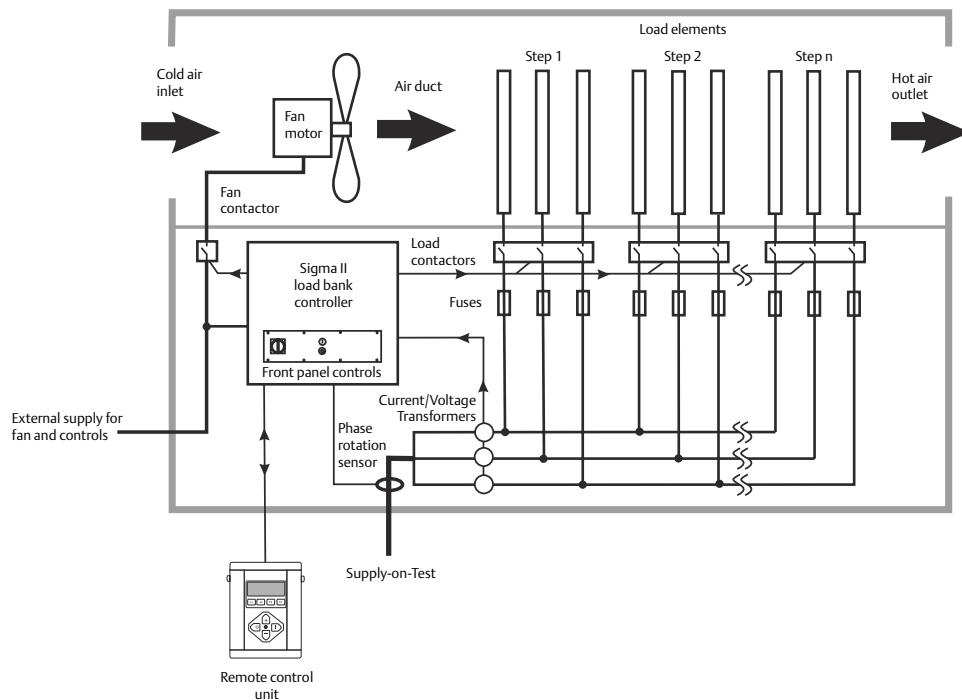 Load elements
Step 1
Step 2
Step n
Cold air
inlet
Air duct
Hot air
outlet
Fan
motor
Fan
contactor
Load
contactors
Sigma II
load bank
controller
Fuses
Front panel controls
Current/Voltage
Transformers
External supply for
fan and controls
Phase
rotation
sensor
Supply-on-Test
Remote control
unit